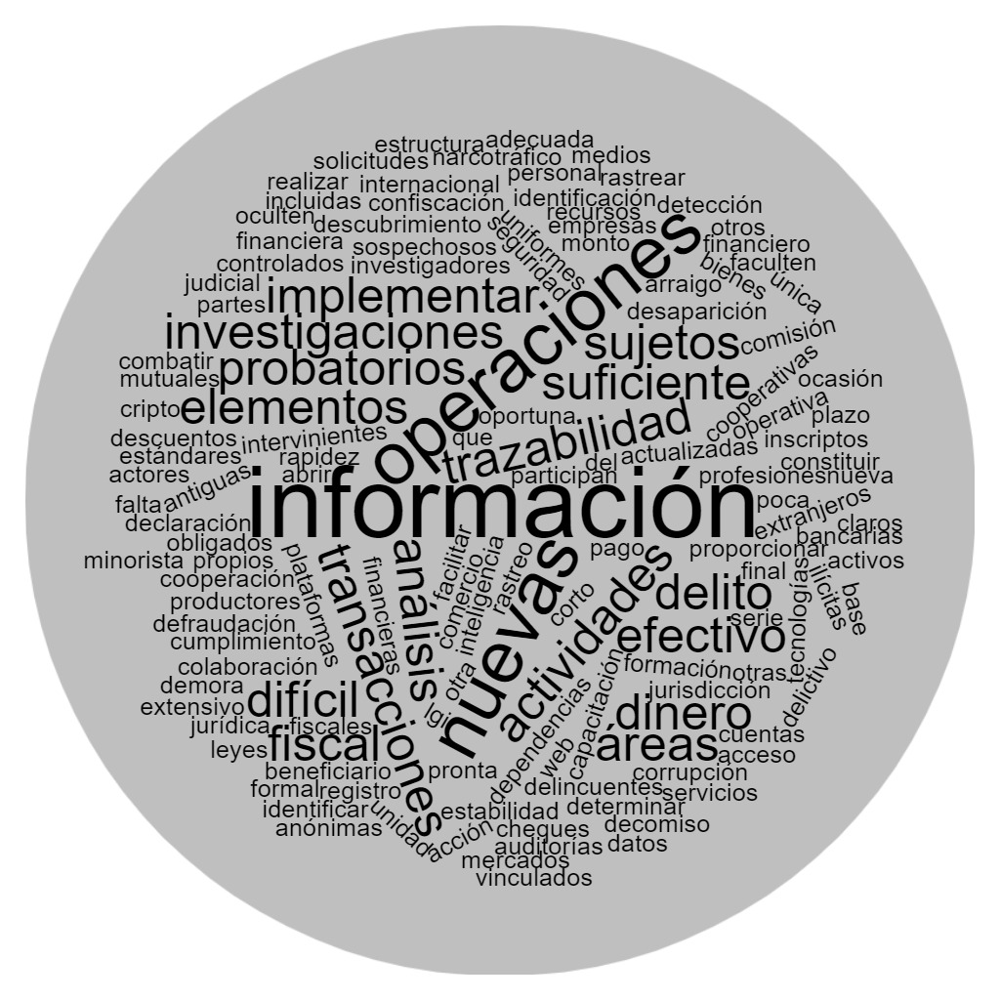 estructura
adecuada
solicitudes
narcotráfico
medios
realizar
internacional
personal
rastrear
incluidas
confiscación
identificación
oculten
descubrimiento
uniformes
recursos
detección
empresas
otros
financiera
sospechosos
seguridad
monto
financiero
controlados
investigadores
bienes
faculten
judicial
implementar
operaciones
arraigo
única
partes
investigaciones
desaparición
sujetos
comisión
combatir
probatorios
suficiente
cooperativas
ocasión
mutuales
cripto
elementos
oportuna
trazabilidad
operativa
plazo
descuentos
intervinientes
que
inscriptos
estándares
rapidez
del
actualizadas
constituir
actores
antiguas
abrir
participan
profesiones
nueva
información
falta
poca
extranjeros
declaración
claros
obligados
bancarias
minorista
propios
pago
proporcionar
activos
cooperación
plataformas
transacciones
financieras
análisis
facilitar
comercio
inteligencia
rastreo
nuevas
corto
actividades
delito
final
tecnologías
ilícitas
base
productores
serie
defraudación
efectivo
cumplimiento
colaboración
otra
formación
otras
delictivo
demora
jurisdicción
extensivo
difícil
igj
dependencias
capacitación
dinero
jurídica
fiscales
cuentas
leyes
fiscal
web
áreas
acceso
beneficiario
pronta
corrupción
formal
registro
delincuentes
servicios
identificar
unidad
estabilidad
determinar
anónimas
acción
cheques
decomiso
auditorías
datos
mercados
vinculados